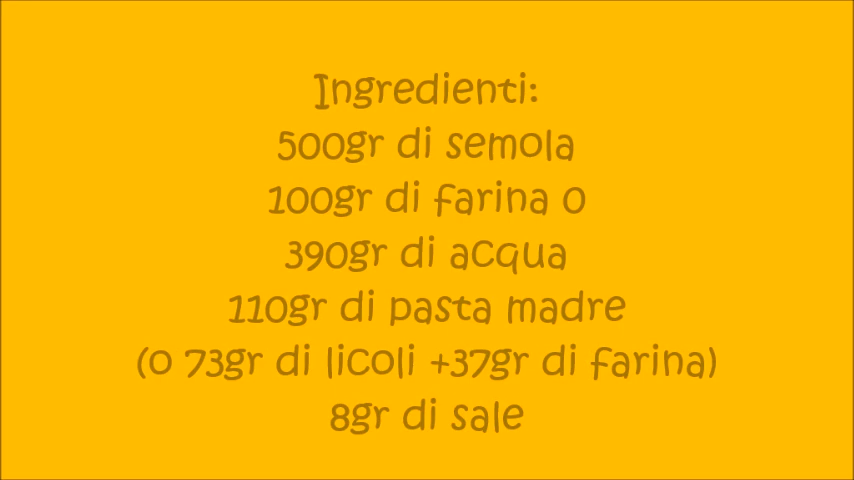 Ingredienti:
500gr di semola
100gr di farina 0
390gr di acqua
110gr di pasta madre
(o 73gr di licoli +37gr di farina)
8gr di sale